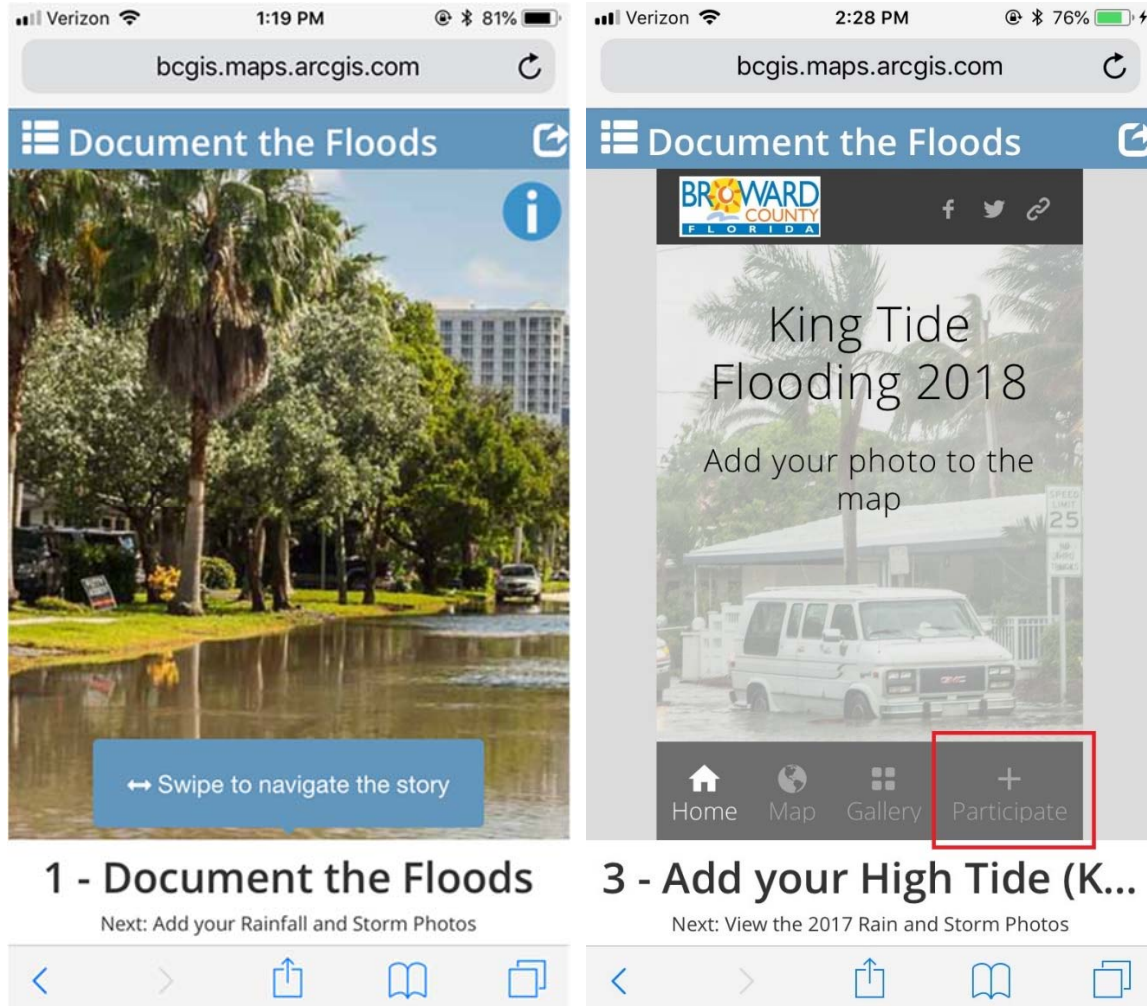 Verizon 1:19 PM 81%
bcgis.maps.arcgis.com
Document the Floods
i
↔ Swipe to navigate the story
1 - Document the Floods
Next: Add your Rainfall and Storm Photos
Verizon 2:28 PM 76%
bcgis.maps.arcgis.com
Document the Floods
BROWARD
COUNTY
FLORIDA
f
King Tide
Flooding 2018
Add your photo to the
map
SPEED
LIMIT
25
GMC
Home Map Gallery Participate
3 - Add your High Tide (K...
Next: View the 2017 Rain and Storm Photos